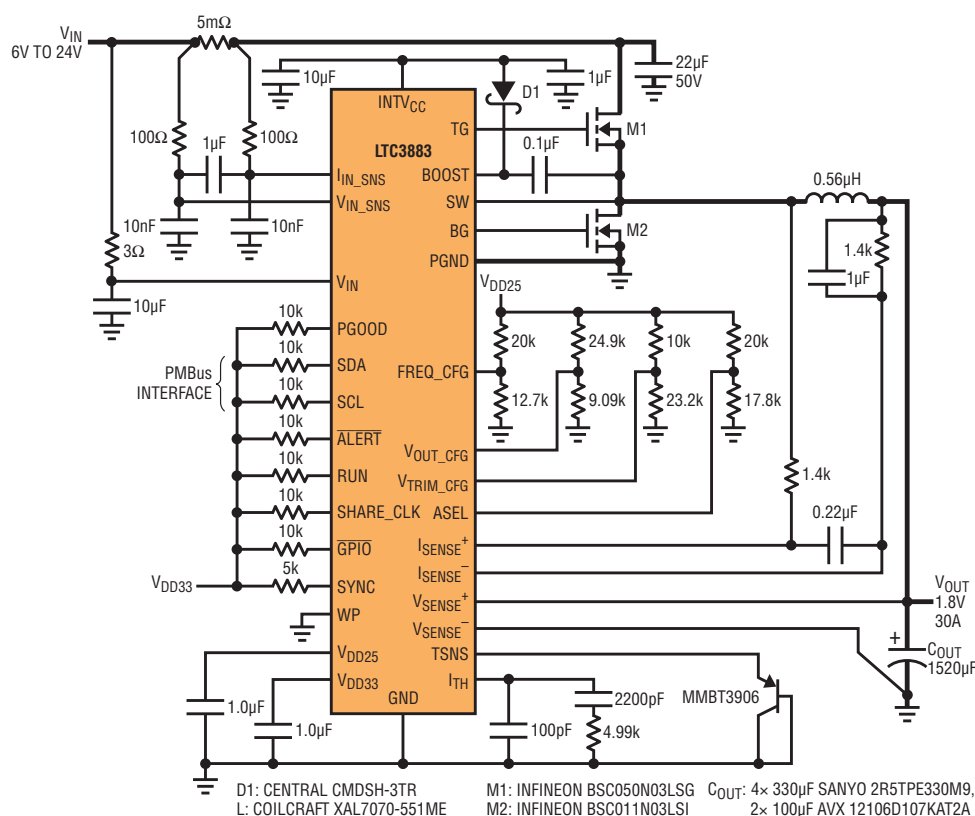 VIN
6V TO 24V
5mΩ
22µF
50V
10µF
1µF
D1
INTVCC
LTC3883
TG
M1
100Ω
1µF
100Ω
0.1µF
IIN_SNS
BOOST
0.56µH
VIN_SNS
SW
10nF
10nF
BG
M2
3Ω
PGND
1.4k
1µF
VIN
VDD25
10µF
10k
PGOOD
20k
24.9k
10k
20k
PMBus
INTERFACE
10k
SDA
FREQ_CFG
10k
SCL
12.7k
9.09k
23.2k
17.8k
10k
ALERT
VOUT_CFG
10k
RUN
VTRIM_CFG
1.4k
10k
SHARE_CLK
ASEL
10k
GPIO
ISENSE+
0.22µF
5k
ISENSE–
VDD33
SYNC
VSENSE+
VOUT
1.8V
30A
WP
VSENSE–
+
COUT
1520µF
VDD25
TSNS
VDD33
ITH
GND
2200pF
MMBT3906
1.0µF
1.0µF
100pF
4.99k
D1: CENTRAL CMDSH-3TR
L: COILCRAFT XAL7070-551ME
M1: INFINEON BSC050N03LSG
M2: INFINEON BSC011N03LSI
COUT: 4× 330µF SANYO 2R5TPE330M9,
2× 100µF AVX 12106D107KAT2A